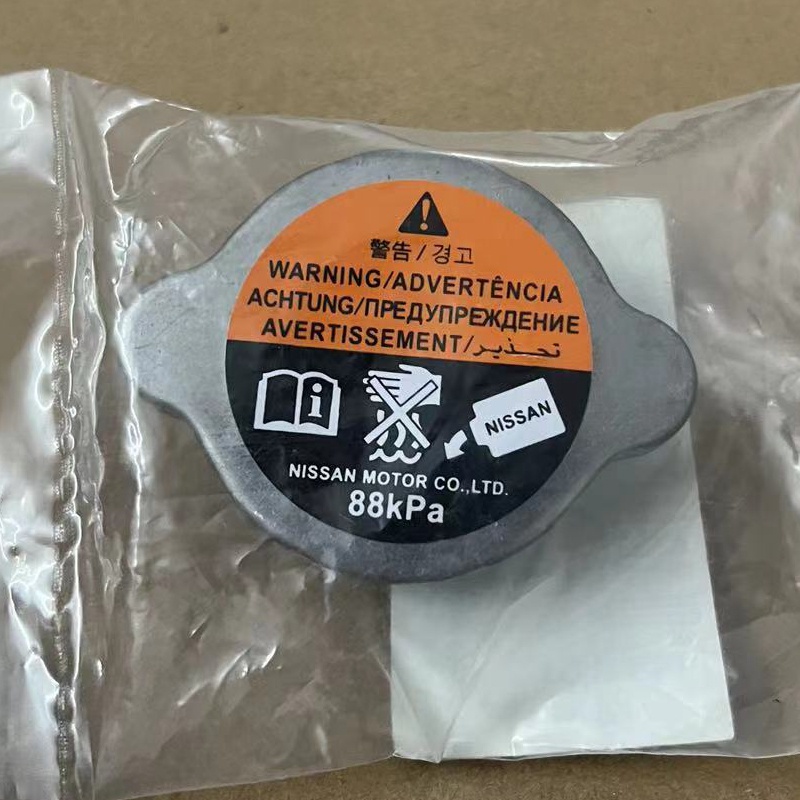 警告/경고
WARNING/ADVERTÊNCIA
ACHTUNG/ПРЕДУПРЕЖДЕНИЕ
AVERTISSEMENT/تحذير
NISSAN
NISSAN MOTOR CO.,LTD.
88kPa